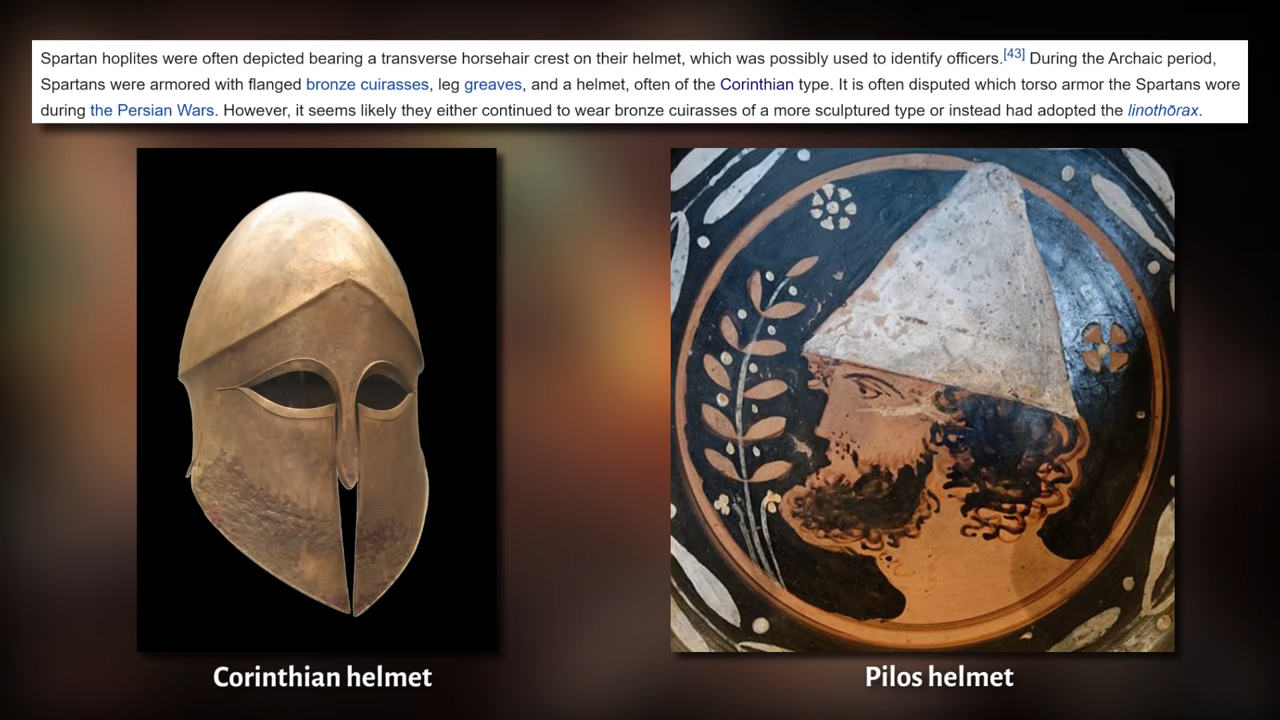 Spartan hoplites were often depicted bearing a transverse horsehair crest on their helmet, which was possibly used to identify officers.[43] During the Archaic period,
Spartans were armored with flanged bronze cuirasses, leg greaves, and a helmet, often of the Corinthian type. It is often disputed which torso armor the Spartans wore
during the Persian Wars. However, it seems likely they either continued to wear bronze cuirasses of a more sculptured type or instead had adopted the linothōrax.
Corinthian helmet
Pilos helmet